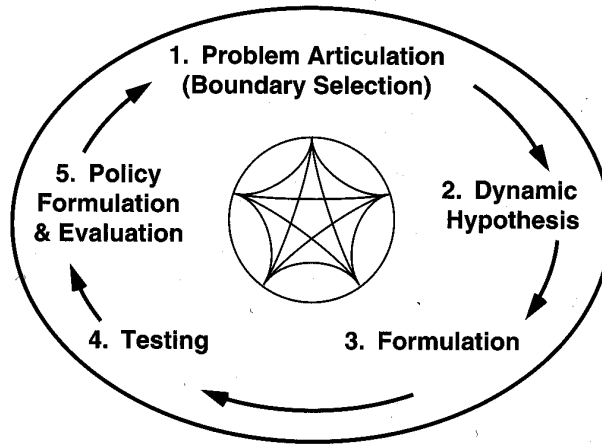 1. Problem Articulation
(Boundary Selection)
2. Dynamic
Hypothesis
3. Formulation
4. Testing
5. Policy
Formulation
& Evaluation